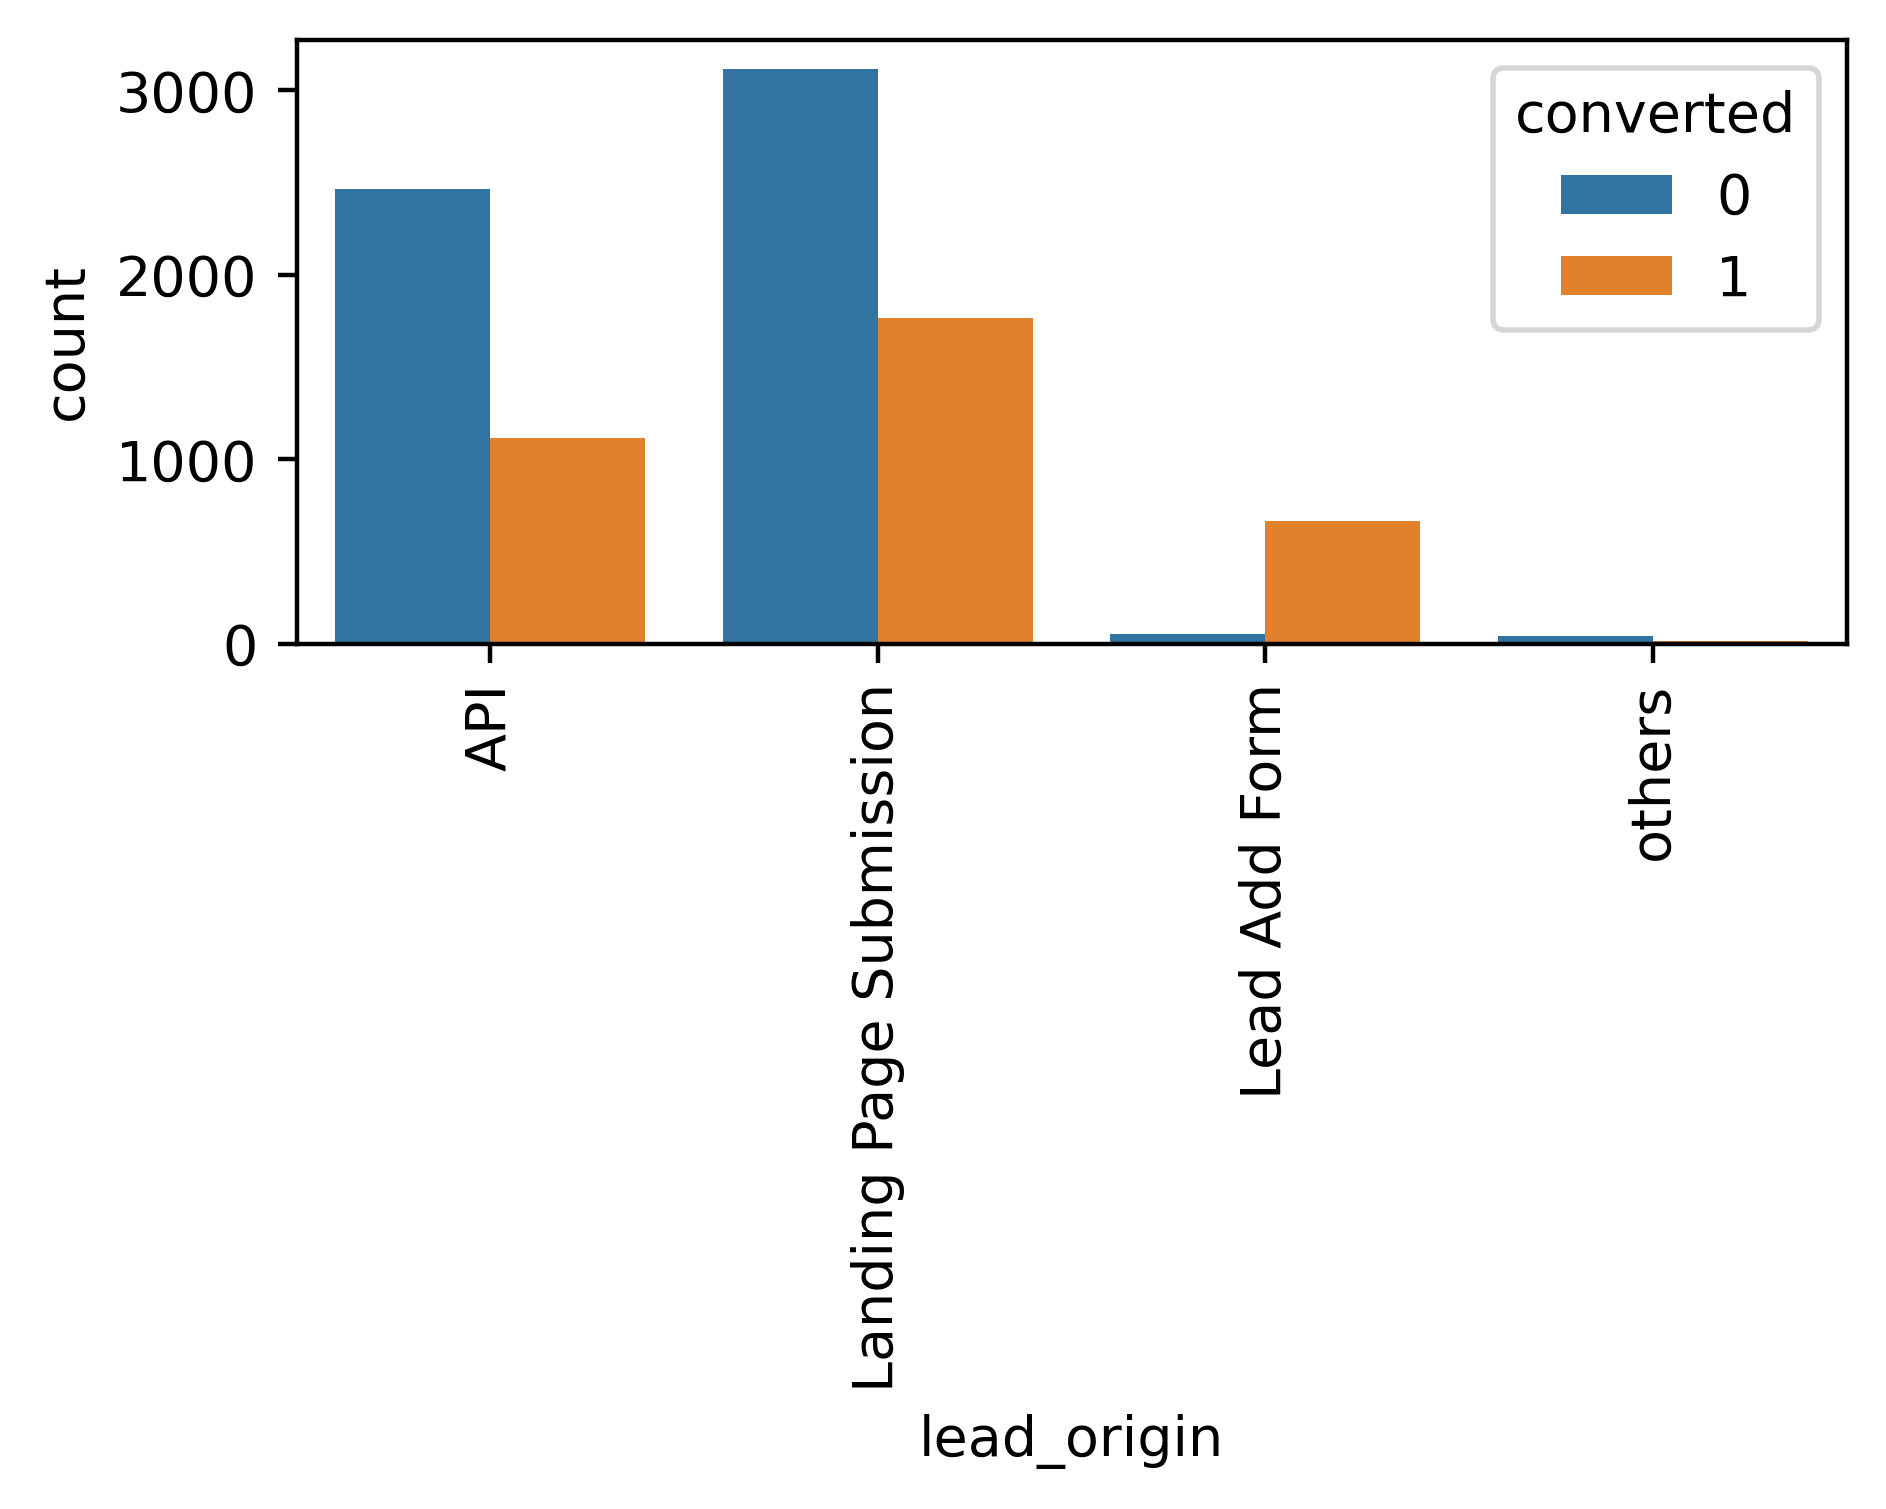 3000
2000
1000
0
count
converted
0
1
API
Landing Page Submission
Lead Add Form
others
lead_origin